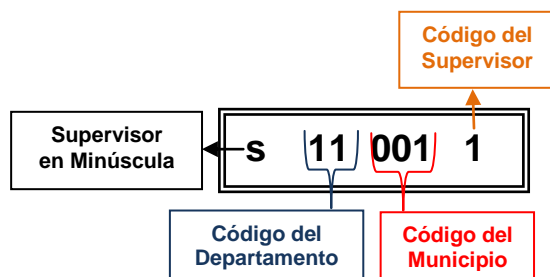 Código del
Supervisor
Supervisor
en Minúscula
s 11 001 1
Código del
Departamento
Código del
Municipio